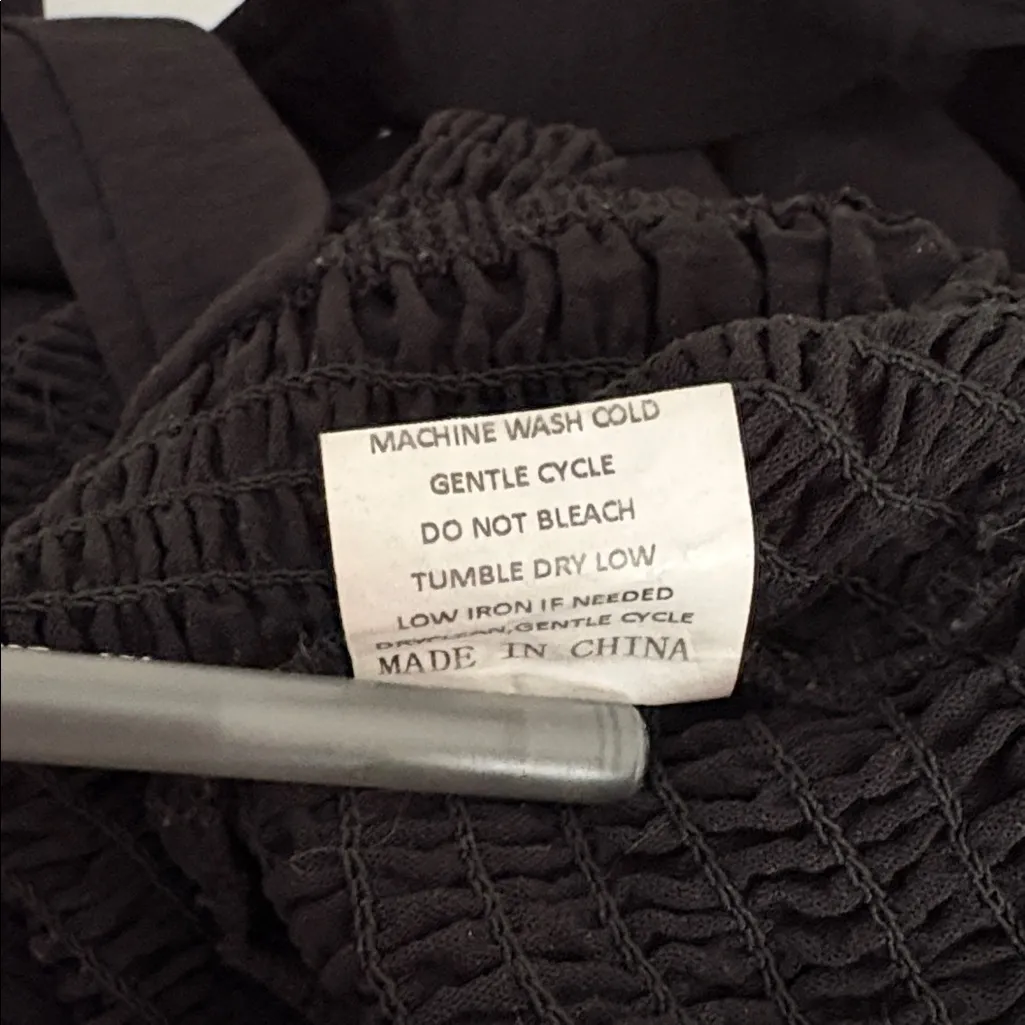 MACHINE WASH COLD
GENTLE CYCLE
DO NOT BLEACH
TUMBLE DRY LOW
LOW IRON IF NEEDED
DRYCLEAN,GENTLE CYCLE
MADE IN CHINA